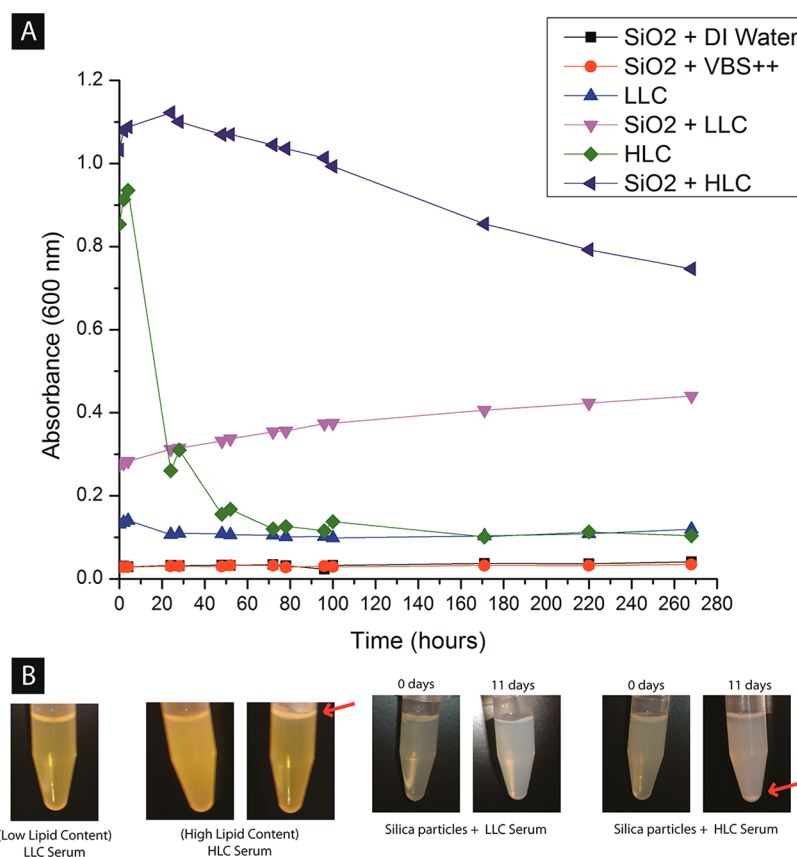 A
SiO2 + DI Water
SiO2 + VBS++
LLC
SiO2 + LLC
HLC
SiO2 + HLC
1.2
1.0
0.8
0.6
0.4
0.2
0.0
Absorbance (600 nm)
0 20 40 60 80 100 120 140 160 180 200 220 240 260 280
Time (hours)
B
0 days 11 days 0 days 11 days
(Low Lipid Content)
LLC Serum
(High Lipid Content)
HLC Serum
Silica particles + LLC Serum
Silica particles + HLC Serum